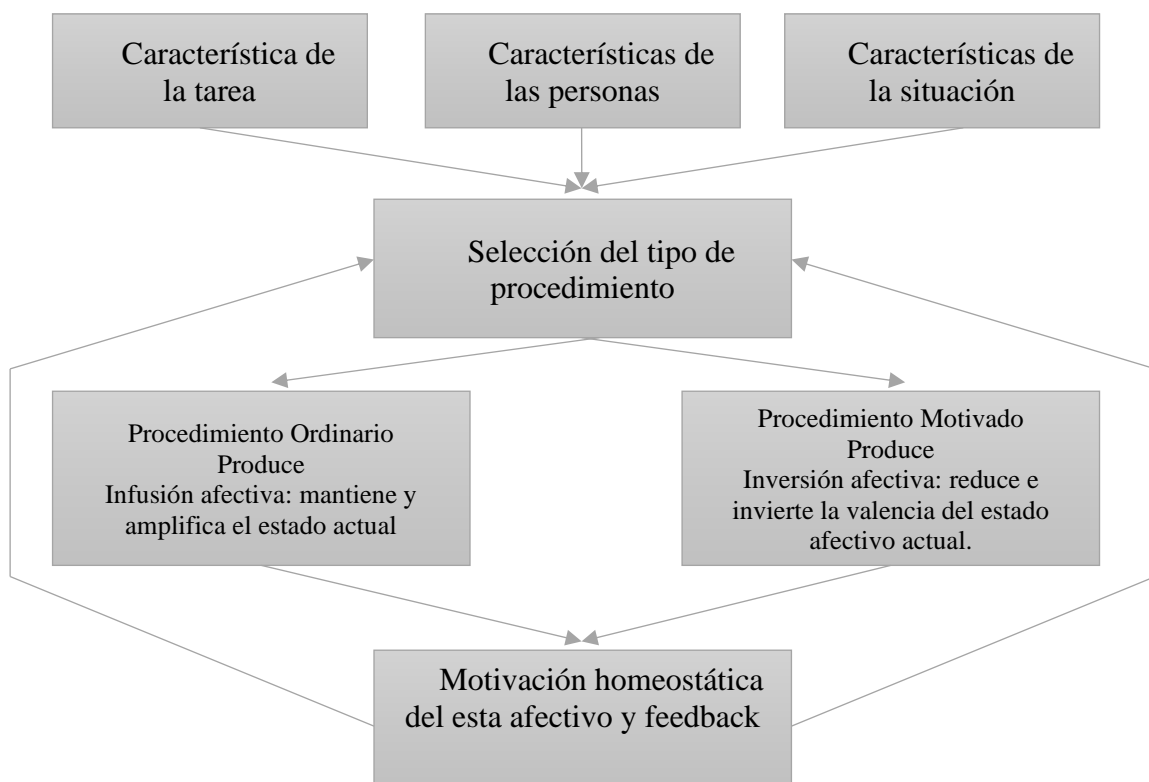 Característica de
la tarea
Características de
las personas
Características de
la situación
Selección del tipo de
procedimiento
Procedimiento Ordinario
Produce
Infusión afectiva: mantiene y
amplifica el estado actual
Procedimiento Motivado
Produce
Inversión afectiva: reduce e
invierte la valencia del estado
afectivo actual.
Motivación homeostática
del esta afectivo y feedback